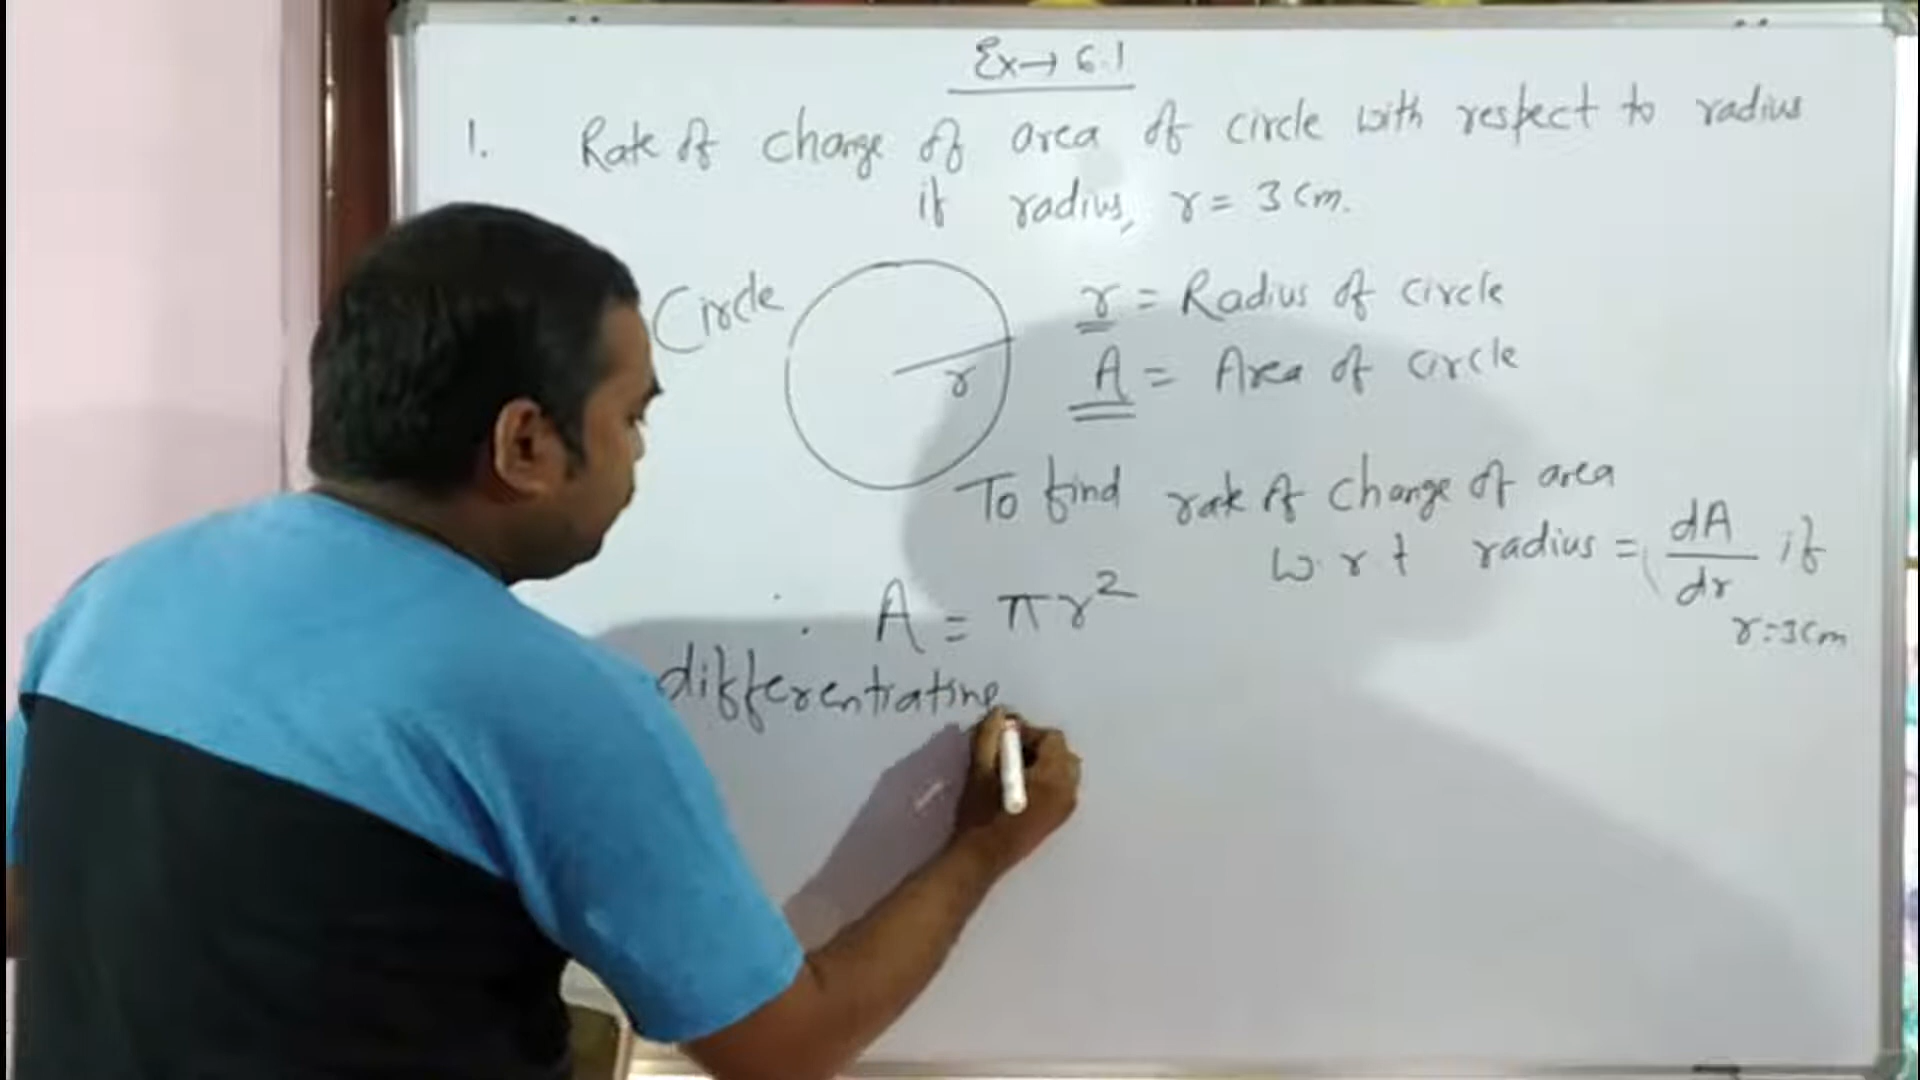 Ex→ 6.1
1. Rate of change of area of circle with respect to radius
if radius, r = 3 cm.
Circle
r
r = Radius of circle
A = Area of circle
To find rate of change of area
w r t radius = dA/dr if
r=3cm
∴ A = πr²
differentiating